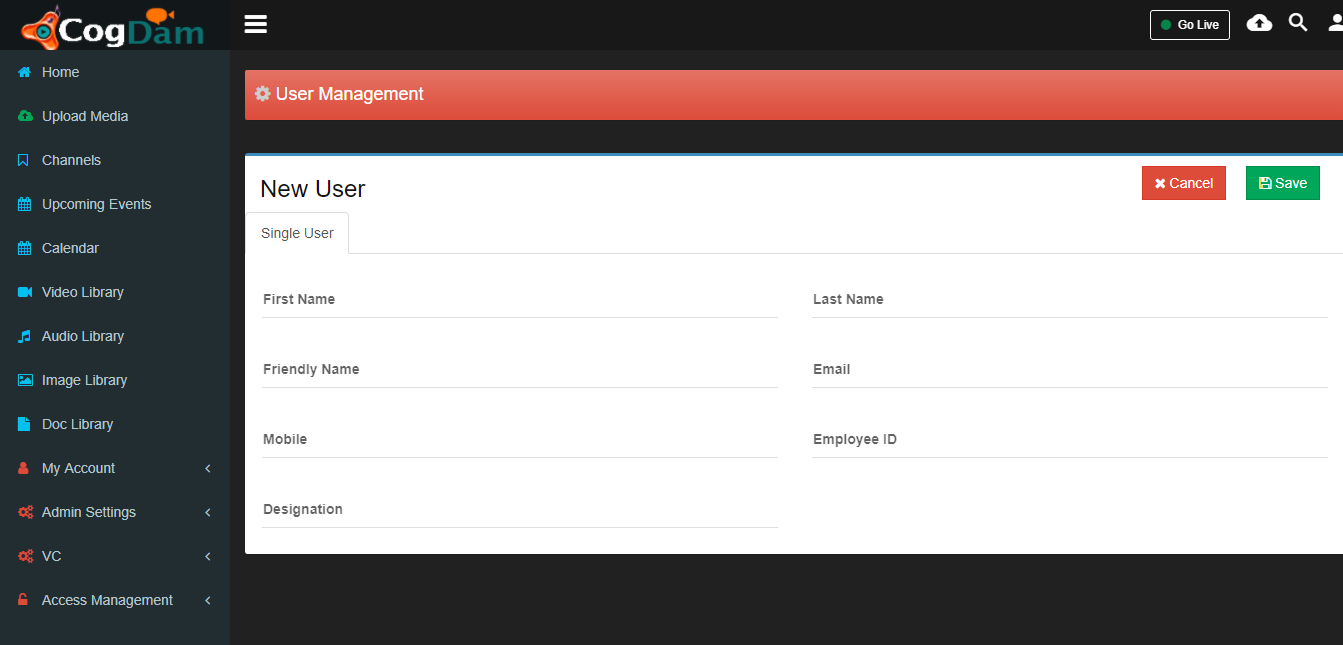 CogDam
Go Live
Home
Upload Media
Channels
Upcoming Events
Calendar
Video Library
Audio Library
Image Library
Doc Library
My Account
Admin Settings
VC
Access Management
User Management
New User
Cancel
Save
Single User
First Name
Last Name
Friendly Name
Email
Mobile
Employee ID
Designation